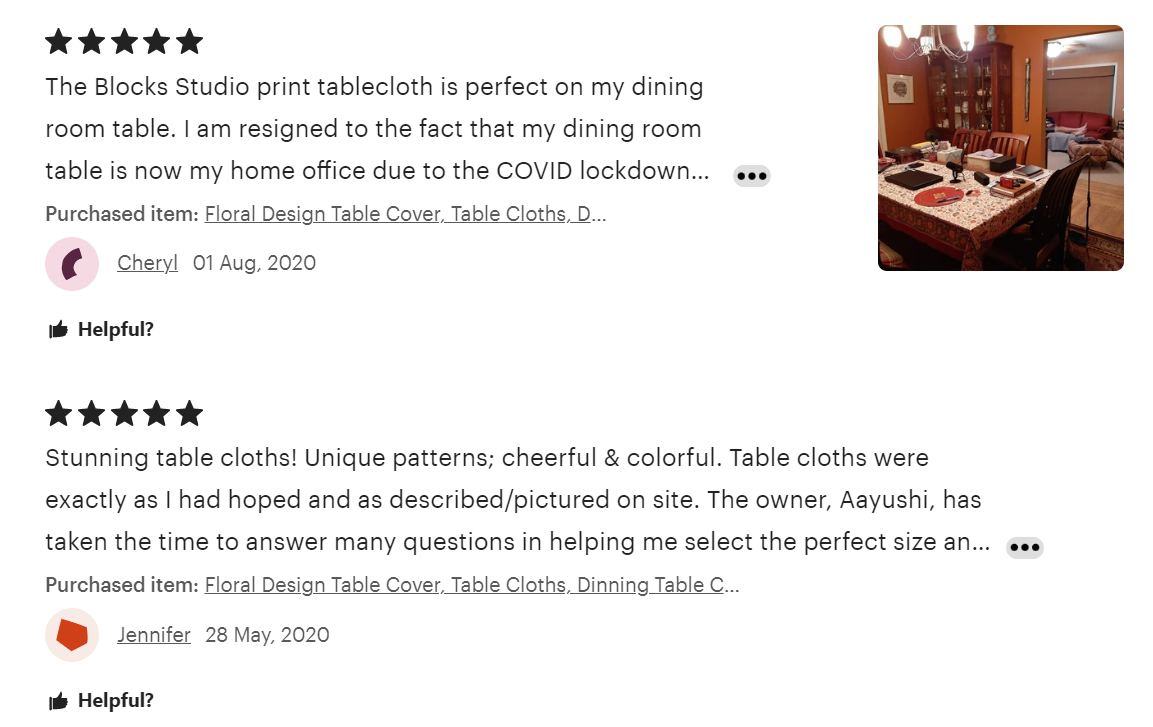 The Blocks Studio print tablecloth is perfect on my dining
room table. I am resigned to the fact that my dining room
table is now my home office due to the COVID lockdown...
Purchased item: Floral Design Table Cover, Table Cloths, D...
Cheryl 01 Aug, 2020
Helpful?
Stunning table cloths! Unique patterns; cheerful & colorful. Table cloths were
exactly as I had hoped and as described/pictured on site. The owner, Aayushi, has
taken the time to answer many questions in helping me select the perfect size an...
Purchased item: Floral Design Table Cover, Table Cloths, Dinning Table C...
Jennifer 28 May, 2020
Helpful?